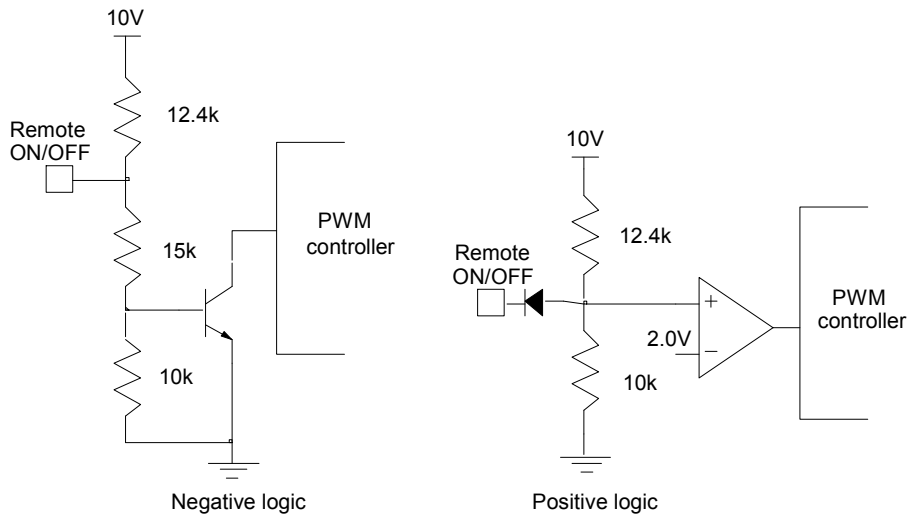 10V
12.4k
Remote
ON/OFF
15k
PWM
controller
10k
Negative logic
10V
12.4k
Remote
ON/OFF
+
2.0V
−
10k
PWM
controller
Positive logic